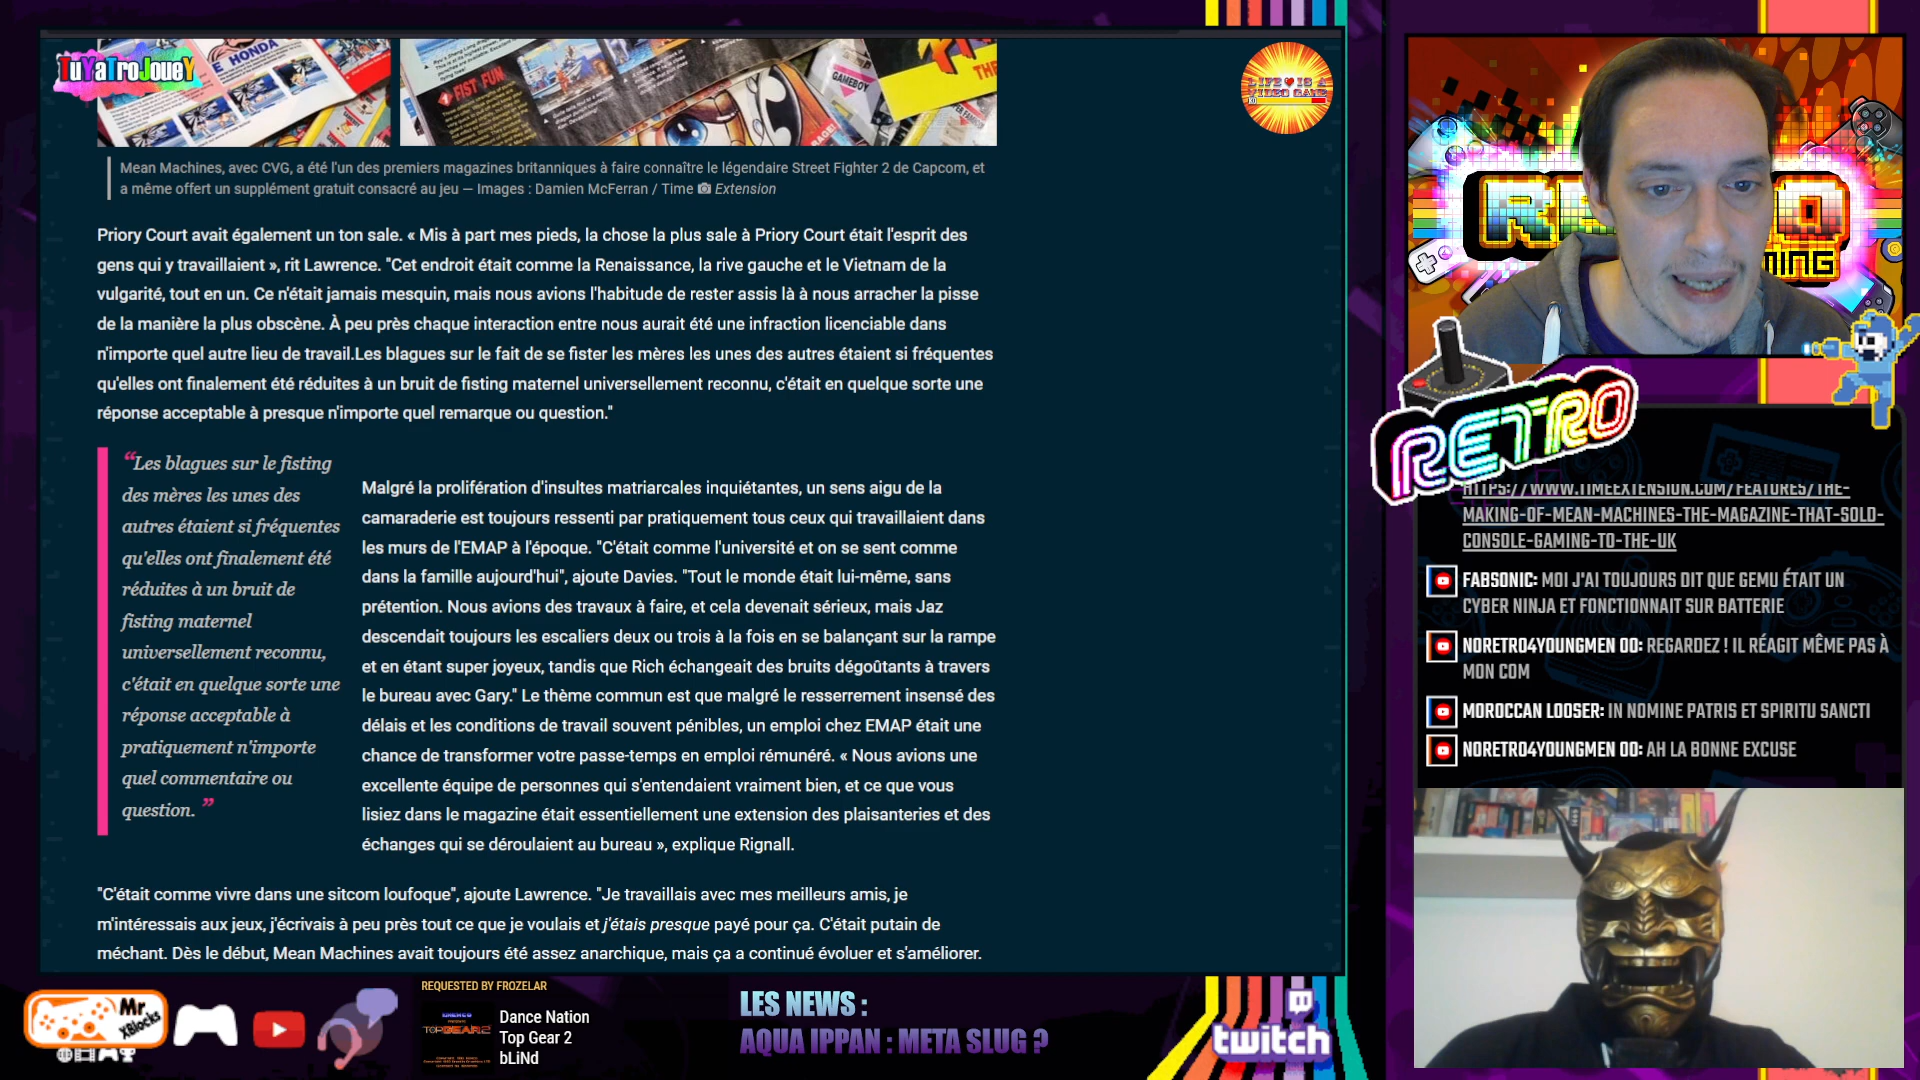 TuYaTroJoueY
HONDA
FIST FUN
GAMEBOY
LIFE IS A
VIDEO GAME
Mean Machines, avec CVG, a été l'un des premiers magazines britanniques à faire connaître le légendaire Street Fighter 2 de Capcom, et
a même offert un supplément gratuit consacré au jeu — Images : Damien McFerran / Time Extension
Priory Court avait également un ton sale. « Mis à part mes pieds, la chose la plus sale à Priory Court était l'esprit des
gens qui y travaillaient », rit Lawrence. "Cet endroit était comme la Renaissance, la rive gauche et le Vietnam de la
vulgarité, tout en un. Ce n'était jamais mesquin, mais nous avions l'habitude de rester assis là à nous arracher la pisse
de la manière la plus obscène. À peu près chaque interaction entre nous aurait été une infraction licenciable dans
n'importe quel autre lieu de travail.Les blagues sur le fait de se fister les mères les unes des autres étaient si fréquentes
qu'elles ont finalement été réduites à un bruit de fisting maternel universellement reconnu, c'était en quelque sorte une
réponse acceptable à presque n'importe quel remarque ou question."
“Les blagues sur le fisting
des mères les unes des
autres étaient si fréquentes
qu'elles ont finalement été
réduites à un bruit de
fisting maternel
universellement reconnu,
c'était en quelque sorte une
réponse acceptable à
pratiquement n'importe
quel commentaire ou
question. ”
Malgré la prolifération d'insultes matriarcales inquiétantes, un sens aigu de la
camaraderie est toujours ressenti par pratiquement tous ceux qui travaillaient dans
les murs de l'EMAP à l'époque. "C'était comme l'université et on se sent comme
dans la famille aujourd'hui", ajoute Davies. "Tout le monde était lui-même, sans
prétention. Nous avions des travaux à faire, et cela devenait sérieux, mais Jaz
descendait toujours les escaliers deux ou trois à la fois en se balançant sur la rampe
et en étant super joyeux, tandis que Rich échangeait des bruits dégoûtants à travers
le bureau avec Gary." Le thème commun est que malgré le resserrement insensé des
délais et les conditions de travail souvent pénibles, un emploi chez EMAP était une
chance de transformer votre passe-temps en emploi rémunéré. « Nous avions une
excellente équipe de personnes qui s'entendaient vraiment bien, et ce que vous
lisiez dans le magazine était essentiellement une extension des plaisanteries et des
échanges qui se déroulaient au bureau », explique Rignall.
"C'était comme vivre dans une sitcom loufoque", ajoute Lawrence. "Je travaillais avec mes meilleurs amis, je
m'intéressais aux jeux, j'écrivais à peu près tout ce que je voulais et j'étais presque payé pour ça. C'était putain de
méchant. Dès le début, Mean Machines avait toujours été assez anarchique, mais ça a continué évoluer et s'améliorer.
RETRO
HTTPS://WWW.TIMEEXTENSION.COM/FEATURES/THE-
MAKING-OF-MEAN-MACHINES-THE-MAGAZINE-THAT-SOLD-
CONSOLE-GAMING-TO-THE-UK
FABSONIC: MOI J'AI TOUJOURS DIT QUE GEMU ÉTAIT UN
CYBER NINJA ET FONCTIONNAIT SUR BATTERIE
NORETRO4YOUNGMEN OO: REGARDEZ ! IL RÉAGIT MÊME PAS À
MON COM
MOROCCAN LOOSER: IN NOMINE PATRIS ET SPIRITU SANCTI
NORETRO4YOUNGMEN OO: AH LA BONNE EXCUSE
Mr
XBlocks
REQUESTED BY FROZELAR
TOP GEAR 2
Dance Nation
Top Gear 2
bLiNd
LES NEWS :
AQUA IPPAN : META SLUG ?
twitch